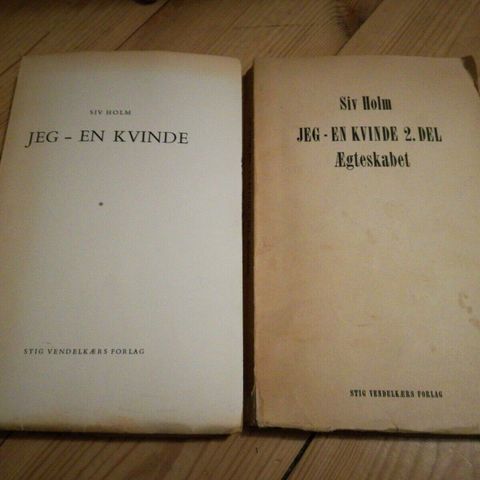 SIV HOLM
JEG – EN KVINDE
*
STIG VENDELKÆRS FORLAG
Siv Holm
JEG - EN KVINDE 2. DEL
Ægteskabet
STIG VENDELKÆRS FORLAG